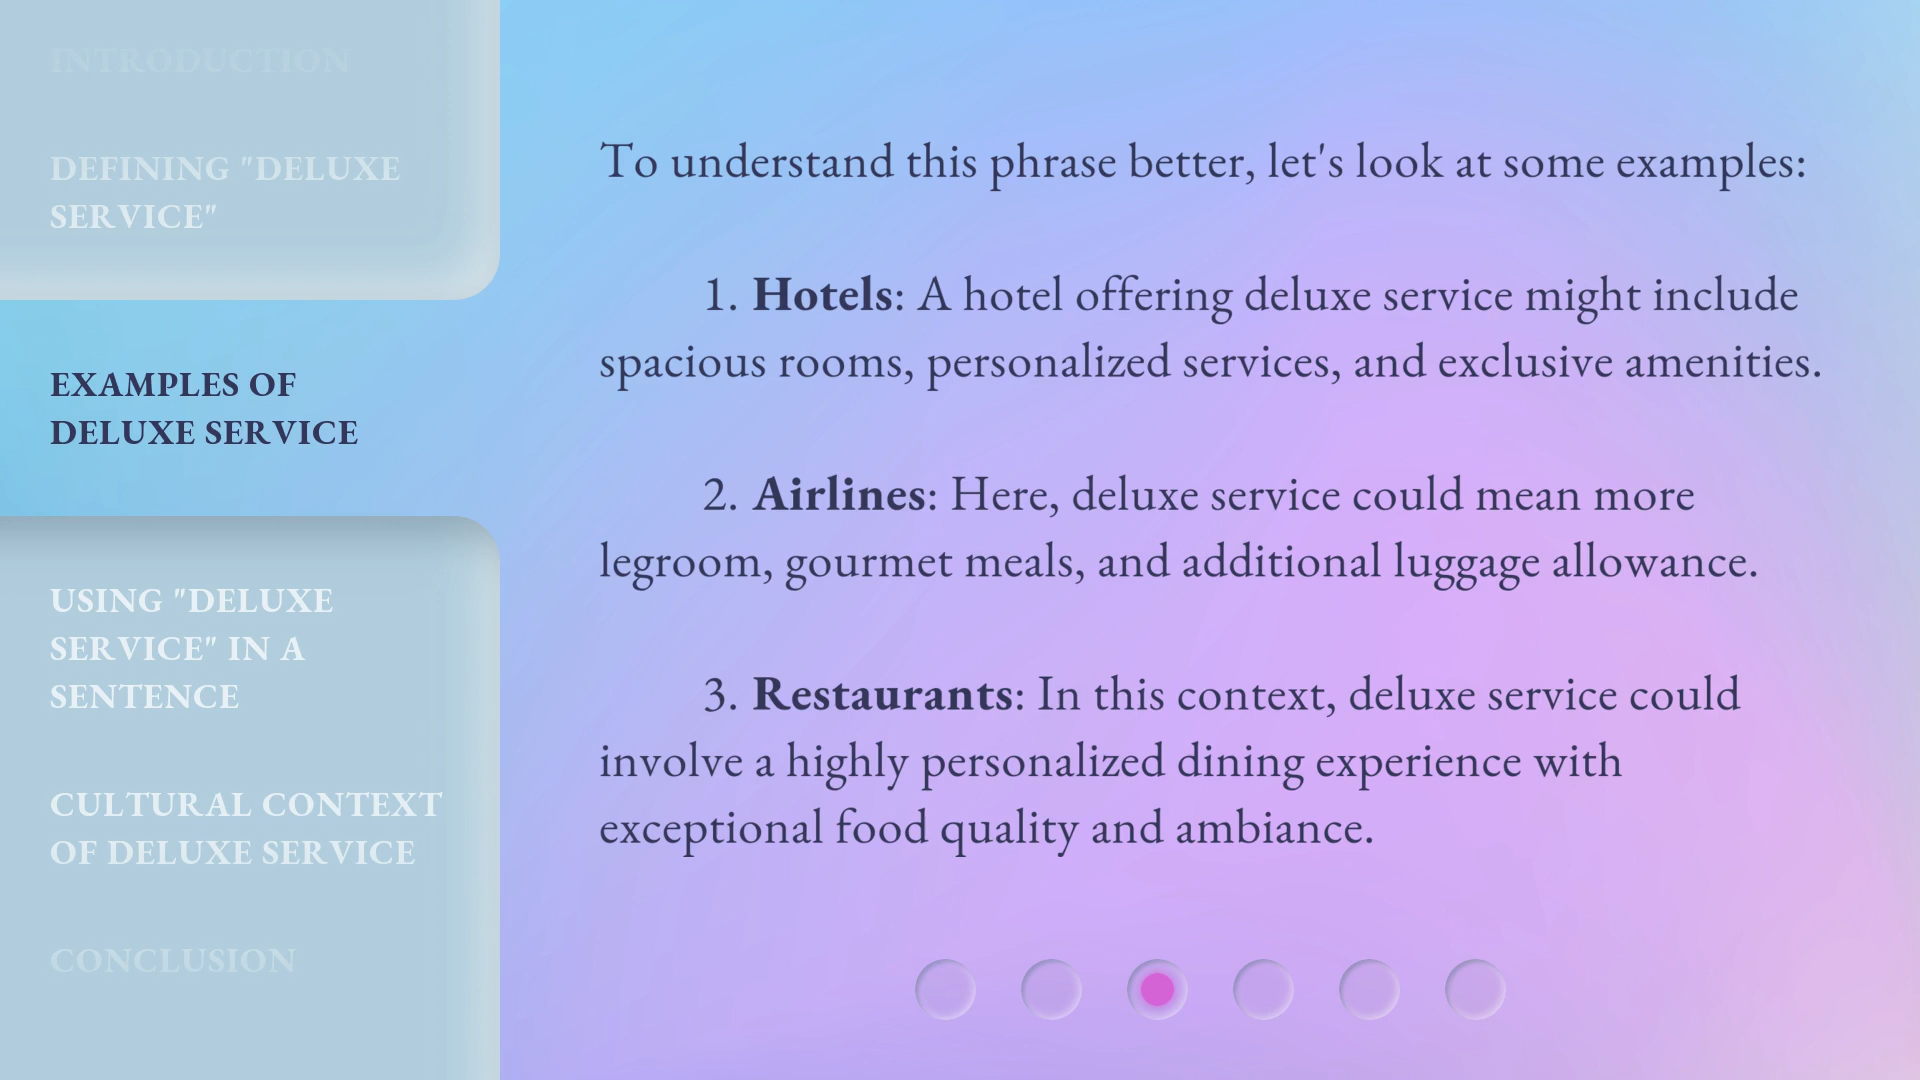 INTRODUCTION
DEFINING "DELUXE
SERVICE"
EXAMPLES OF
DELUXE SERVICE
USING "DELUXE
SERVICE" IN A
SENTENCE
CULTURAL CONTEXT
OF DELUXE SERVICE
CONCLUSION
To understand this phrase better, let's look at some examples:
1. Hotels: A hotel offering deluxe service might include
spacious rooms, personalized services, and exclusive amenities.
2. Airlines: Here, deluxe service could mean more
legroom, gourmet meals, and additional luggage allowance.
3. Restaurants: In this context, deluxe service could
involve a highly personalized dining experience with
exceptional food quality and ambiance.